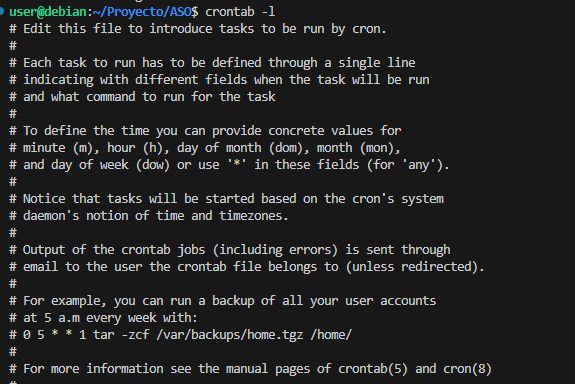 user@debian:~/Proyecto/ASO$ crontab -l
# Edit this file to introduce tasks to be run by cron.
#
# Each task to run has to be defined through a single line
# indicating with different fields when the task will be run
# and what command to run for the task
#
# To define the time you can provide concrete values for
# minute (m), hour (h), day of month (dom), month (mon),
# and day of week (dow) or use '*' in these fields (for 'any').
#
# Notice that tasks will be started based on the cron's system
# daemon's notion of time and timezones.
#
# Output of the crontab jobs (including errors) is sent through
# email to the user the crontab file belongs to (unless redirected).
#
# For example, you can run a backup of all your user accounts
# at 5 a.m every week with:
# 0 5 * * 1 tar -zcf /var/backups/home.tgz /home/
#
# For more information see the manual pages of crontab(5) and cron(8)
#